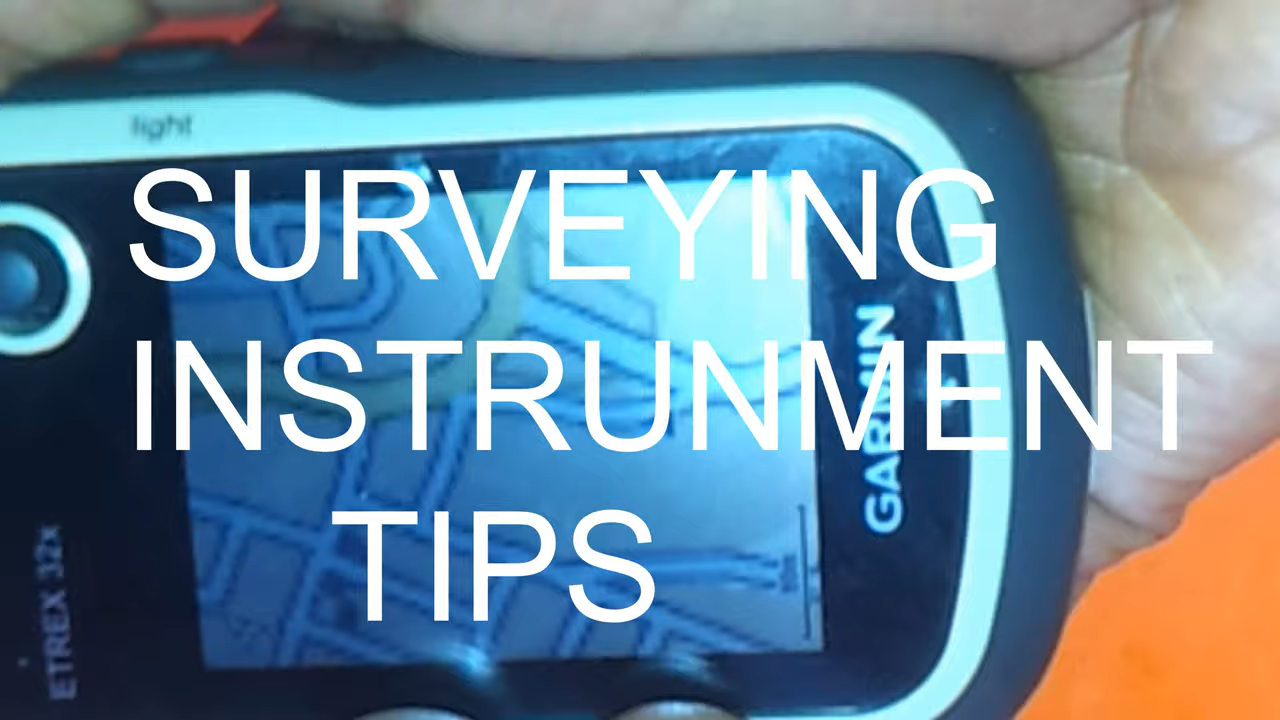 light
SURVEYING
INSTRUNMENT
TIPS
GARMIN
ETREX 32x